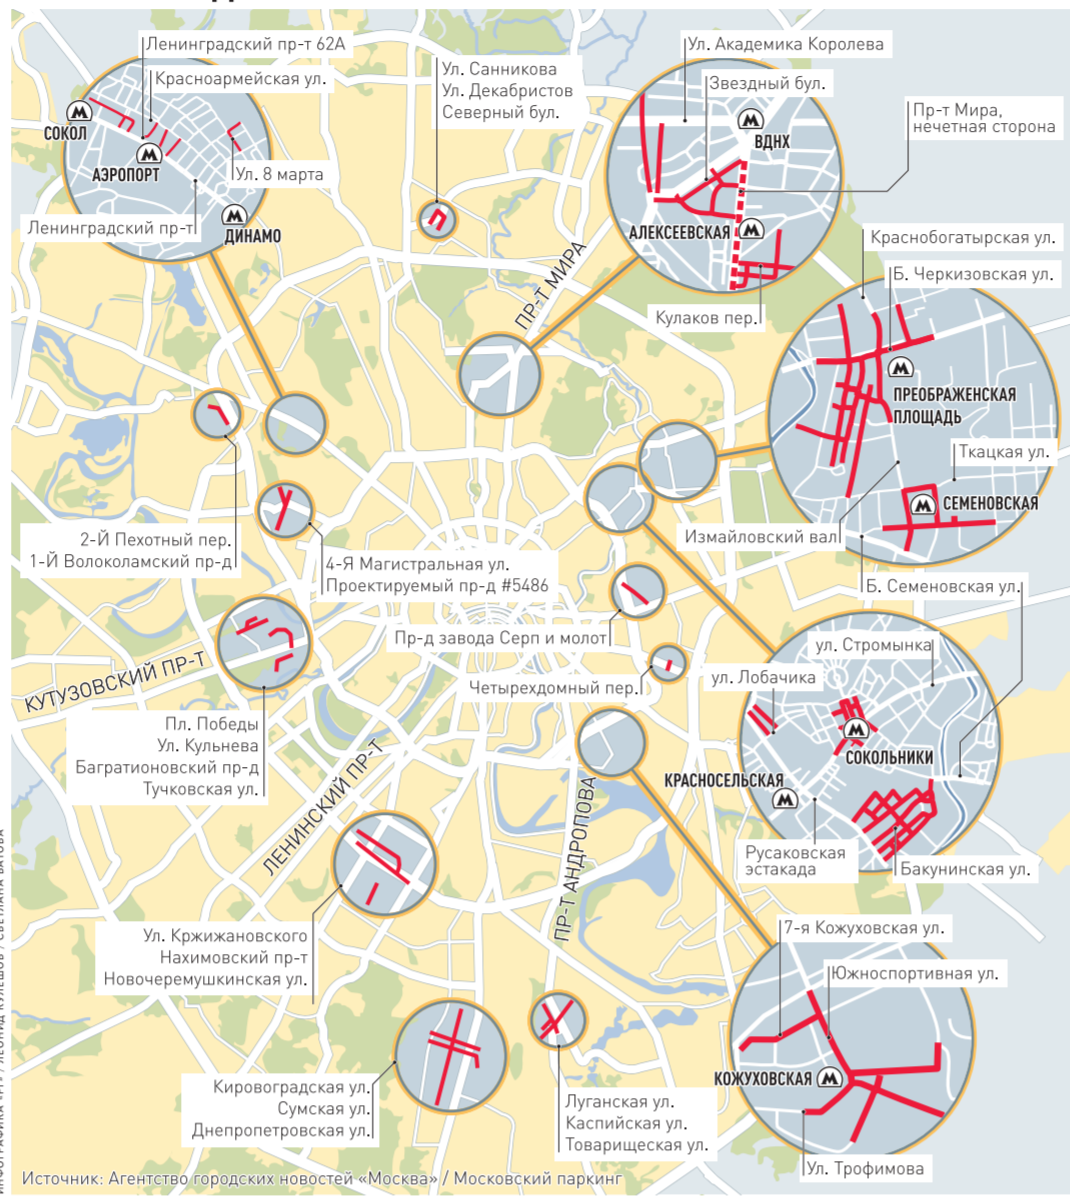 Ленинградский пр-т 62А
Красноармейская ул.
СОКОЛ
АЭРОПОРТ
Ул. 8 марта
Ленинградский пр-т
ДИНАМО
Ул. Санникова
Ул. Декабристов
Северный бул.
Ул. Академика Королева
Звездный бул.
Пр-т Мира,
нечетная сторона
ВДНХ
АЛЕКСЕЕВСКАЯ
Кулаков пер.
ПР-Т МИРА
Краснобогатырская ул.
Б. Черкизовская ул.
ПРЕОБРАЖЕНСКАЯ
ПЛОЩАДЬ
Ткацкая ул.
СЕМЕНОВСКАЯ
Измайловский вал
Б. Семеновская ул.
2-Й Пехотный пер.
1-Й Волоколамский пр-д
4-Я Магистральная ул.
Проектируемый пр-д #5486
Пр-д завода Серп и молот
Четырехдомный пер.
КУТУЗОВСКИЙ ПР-Т
Пл. Победы
Ул. Кульнева
Багратионовский пр-д
Тучковская ул.
ул. Стромынка
ул. Лобачика
СОКОЛЬНИКИ
КРАСНОСЕЛЬСКАЯ
Русаковская
эстакада
Бакунинская ул.
ЛЕНИНСКИЙ ПР-Т
ПР-Т АНДРОПОВА
Ул. Кржижановского
Нахимовский пр-т
Новочеремушкинская ул.
7-я Кожуховская ул.
Южноспортивная ул.
КОЖУХОВСКАЯ
Ул. Трофимова
Кировоградская ул.
Сумская ул.
Днепропетровская ул.
Луганская ул.
Каспийская ул.
Товарищеская ул.
Источник: Агентство городских новостей «Москва» / Московский паркинг